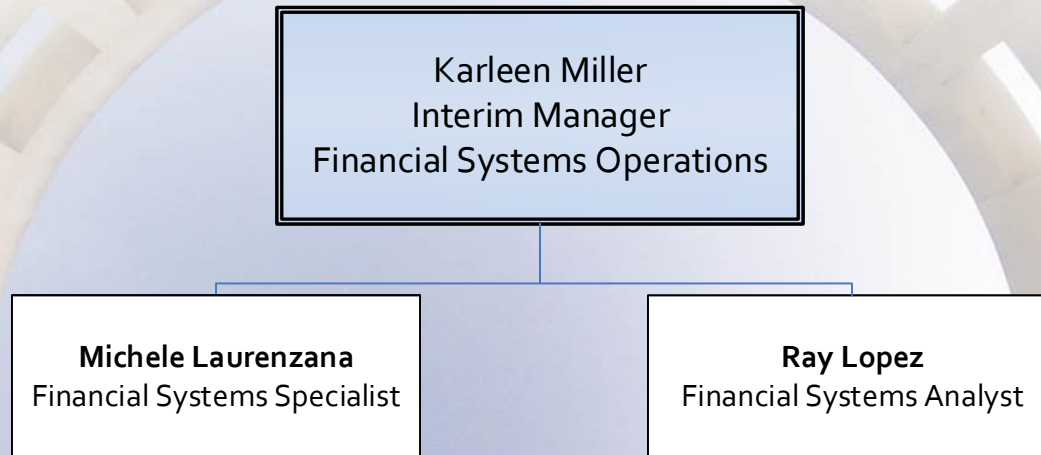 Karleen Miller
Interim Manager
Financial Systems Operations
Michele Laurenzana
Financial Systems Specialist
Ray Lopez
Financial Systems Analyst